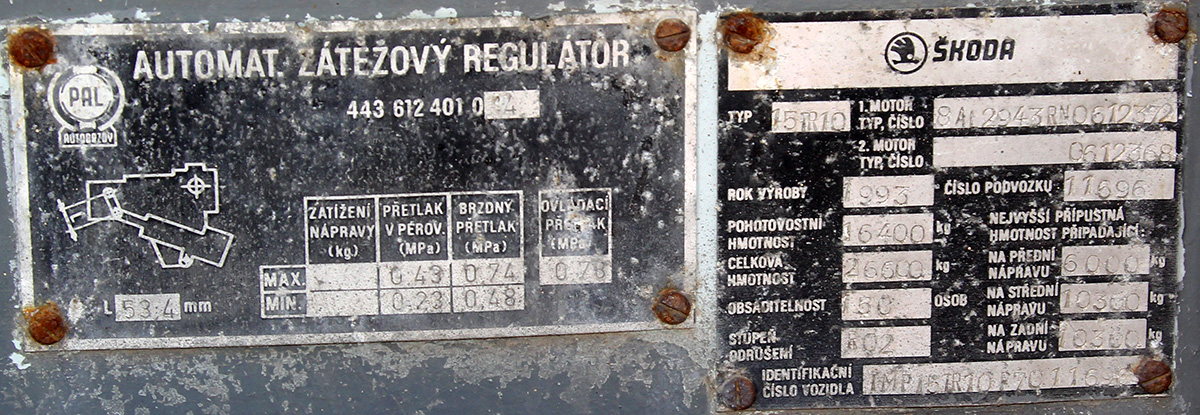 AUTOMAT. ZÁTĚŽOVÝ REGULÁTOR
PAL
AUTOBRZDY
443 612 401 0 34
ZATÍŽENÍ NÁPRAVY (kg)
PŘETLAK V PÉROV. (MPa)
BRZDNÝ PŘETLAK (MPa)
OVLÁDACÍ PŘETLAK (MPa)
MAX. 0.43 0.74 0.78
MIN. 0.23 0.48
L 53.4 mm
ŠKODA
TYP 15TR10
1. MOTOR TYP, ČÍSLO 2943RN0612372
2. MOTOR TYP, ČÍSLO 0612368
ROK VÝROBY 1993
ČÍSLO PODVOZKU 11696
POHOTOVOSTNÍ HMOTNOST 16400 kg
NEJVYŠŠÍ PŘÍPUSTNÁ HMOTNOST PŘIPADAJÍCÍ:
CELKOVÁ HMOTNOST 26600 kg
NA PŘEDNÍ NÁPRAVU 6000 kg
OBSADITELNOST 150 OSOB
NA STŘEDNÍ NÁPRAVU 10300 kg
STUPEŇ ODRUŠENÍ R02
NA ZADNÍ NÁPRAVU 10300 kg
IDENTIFIKAČNÍ ČÍSLO VOZIDLA